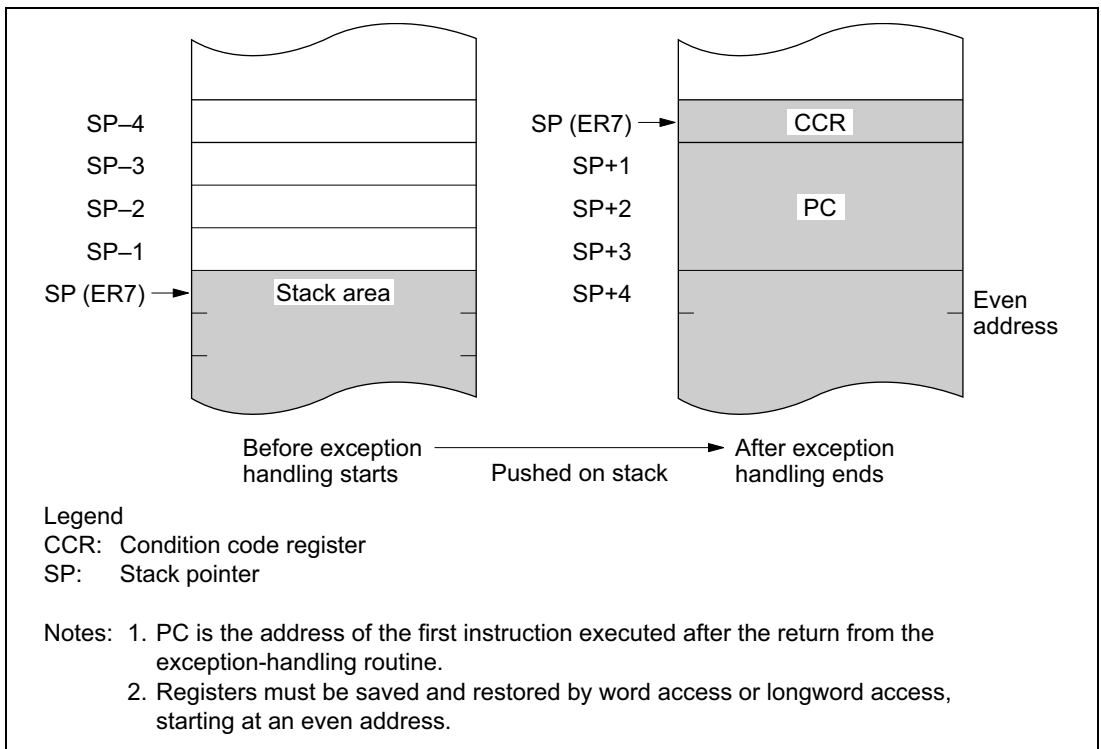 SP–4
SP–3
SP–2
SP–1
SP (ER7)
Stack area
SP (ER7)
SP+1
SP+2
SP+3
SP+4
CCR
PC
Even
address
Before exception
handling starts
Pushed on stack
After exception
handling ends
Legend
CCR: Condition code register
SP: Stack pointer
Notes: 1. PC is the address of the first instruction executed after the return from the
exception-handling routine.
2. Registers must be saved and restored by word access or longword access,
starting at an even address.